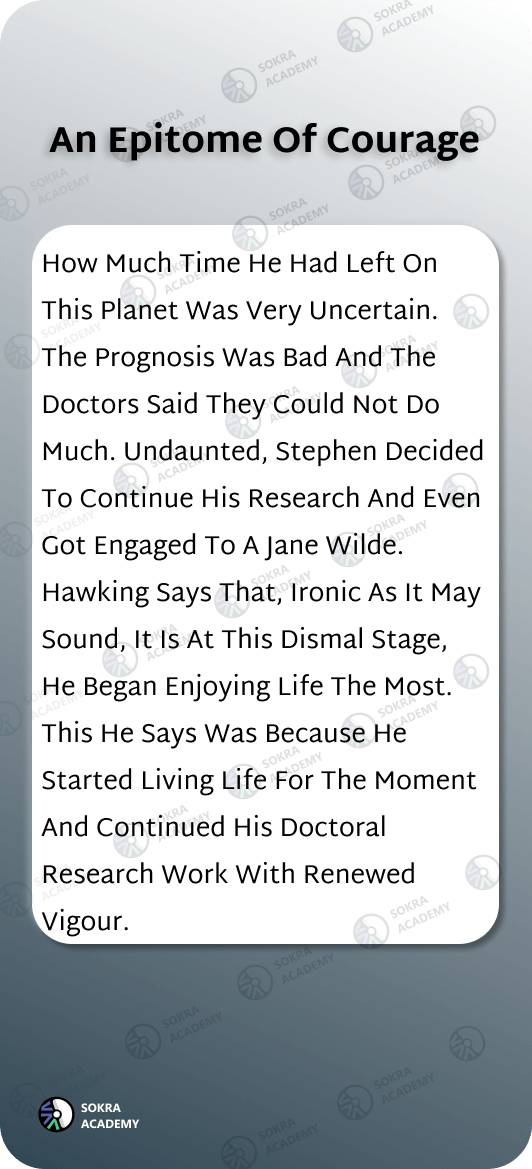 An Epitome Of Courage
How Much Time He Had Left On
This Planet Was Very Uncertain.
The Prognosis Was Bad And The
Doctors Said They Could Not Do
Much. Undaunted, Stephen Decided
To Continue His Research And Even
Got Engaged To A Jane Wilde.
Hawking Says That, Ironic As It May
Sound, It Is At This Dismal Stage,
He Began Enjoying Life The Most.
This He Says Was Because He
Started Living Life For The Moment
And Continued His Doctoral
Research Work With Renewed
Vigour.
SOKRA
ACADEMY